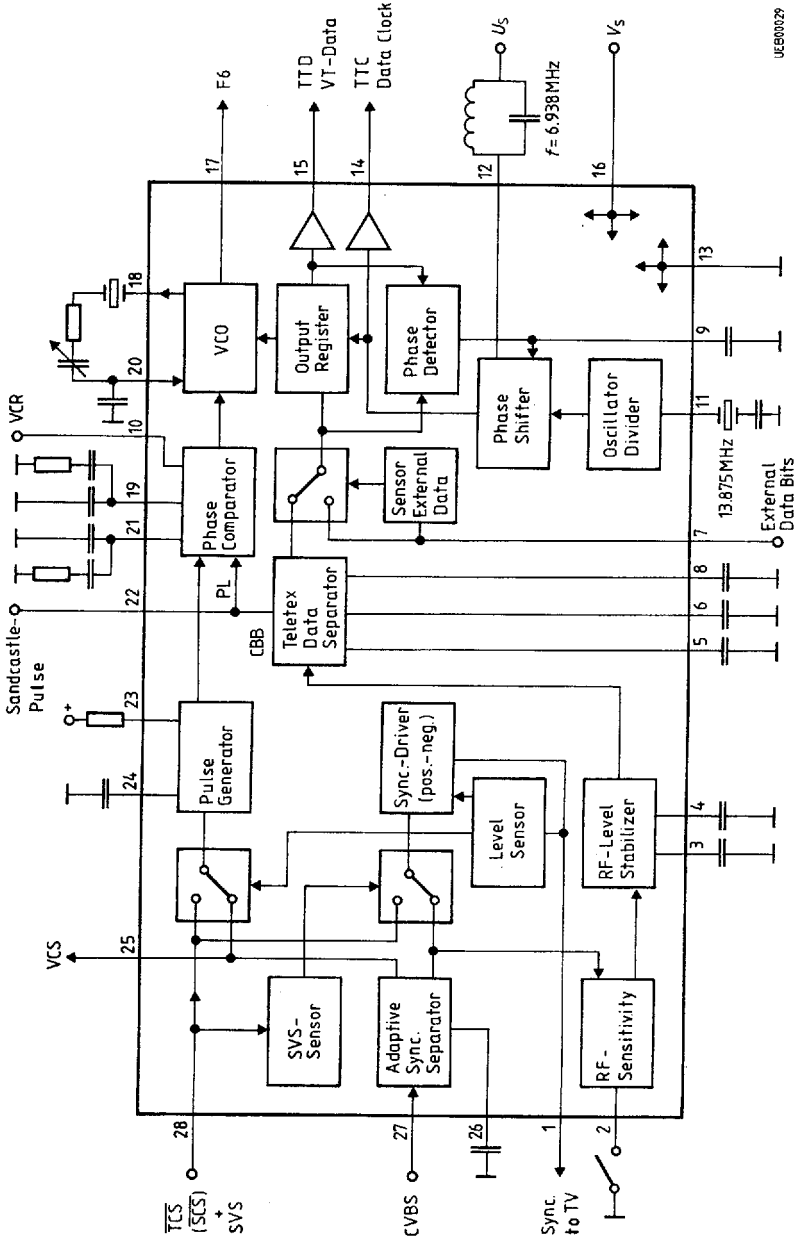 UEB00029
F6
TTD
VT-Data
TTC
Data Clock
U_S
V_S
17
15
14
12
16
f = 6.938 MHz
18
20
10
VCR
19
21
22
Sandcastle-
Pulse
23
+
24
25
VCS
28
TCS
(SCS)
+
SVS
27
CVBS
26
1
Sync.
to TV
2
3
4
5
6
8
7
External
Data Bits
13.875 MHz
11
9
13
VCO
Output
Register
Phase
Detector
Phase
Shifter
Oscillator
Divider
Phase
Comparator
PL
Sensor
External
Data
CBB
Teletex
Data
Separator
Pulse
Generator
Sync.-Driver
(pos.-neg.)
Level
Sensor
RF-Level
Stabilizer
SVS-
Sensor
Adaptive
Sync.
Separator
RF-
Sensitivity